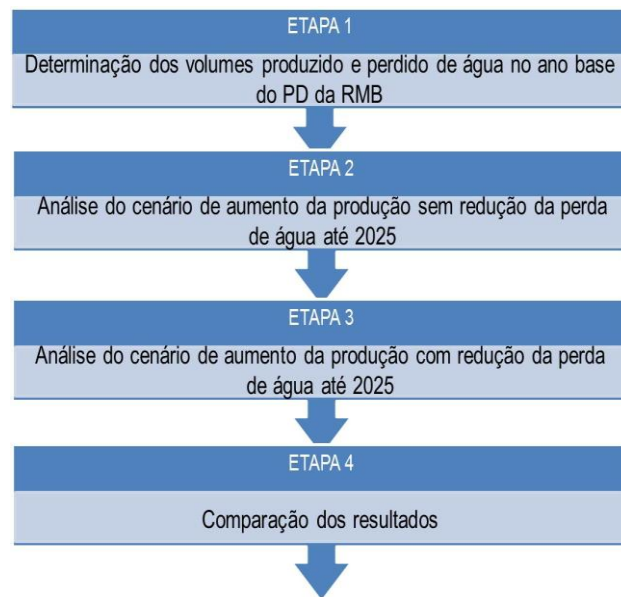 ETAPA 1
Determinação dos volumes produzido e perdido de água no ano base
do PD da RMB
ETAPA 2
Análise do cenário de aumento da produção sem redução da perda
de água até 2025
ETAPA 3
Análise do cenário de aumento da produção com redução da perda
de água até 2025
ETAPA 4
Comparação dos resultados